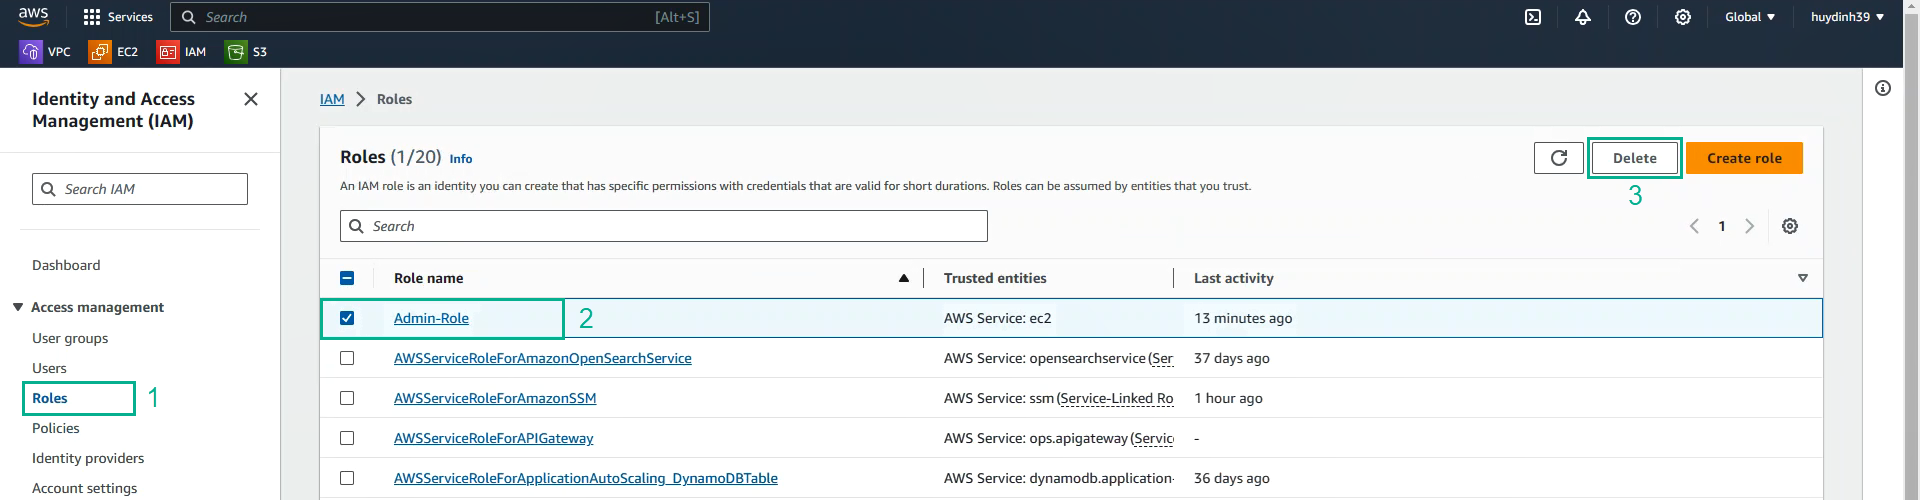 aws Services Search [Alt+S] Global ▼ huydinh39 ▼
VPC EC2 IAM S3
Identity and Access
Management (IAM)
Search IAM
Dashboard
▼ Access management
User groups
Users
Roles 1
Policies
Identity providers
Account settings
IAM > Roles
Roles (1/20) Info
Delete Create role
3
An IAM role is an identity you can create that has specific permissions with credentials that are valid for short durations. Roles can be assumed by entities that you trust.
Search
< 1 >
Role name ▲ Trusted entities Last activity ▽
Admin-Role 2 AWS Service: ec2 13 minutes ago
AWSServiceRoleForAmazonOpenSearchService AWS Service: opensearchservice (Ser 37 days ago
AWSServiceRoleForAmazonSSM AWS Service: ssm (Service-Linked Ro 1 hour ago
AWSServiceRoleForAPIGateway AWS Service: ops.apigateway (Servic -
AWSServiceRoleForApplicationAutoScaling_DynamoDBTable AWS Service: dynamodb.application- 36 days ago